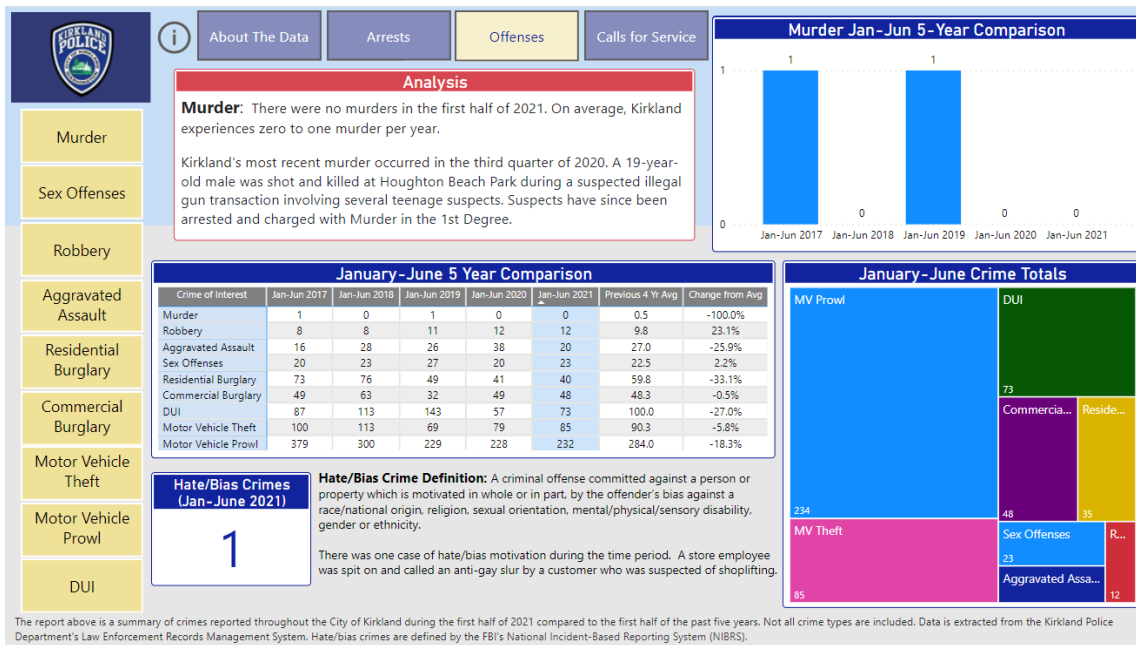 KIRKLAND
POLICE
WASHINGTON
i
About The Data
Arrests
Offenses
Calls for Service
Murder
Sex Offenses
Robbery
Aggravated
Assault
Residential
Burglary
Commercial
Burglary
Motor Vehicle
Theft
Motor Vehicle
Prowl
DUI
Analysis
Murder: There were no murders in the first half of 2021. On average, Kirkland
experiences zero to one murder per year.
Kirkland's most recent murder occurred in the third quarter of 2020. A 19-year-
old male was shot and killed at Houghton Beach Park during a suspected illegal
gun transaction involving several teenage suspects. Suspects have since been
arrested and charged with Murder in the 1st Degree.
Murder Jan-Jun 5-Year Comparison
1
1 1
0 0 0
0
Jan-Jun 2017 Jan-Jun 2018 Jan-Jun 2019 Jan-Jun 2020 Jan-Jun 2021
January-June 5 Year Comparison
Crime of Interest Jan-Jun 2017 Jan-Jun 2018 Jan-Jun 2019 Jan-Jun 2020 Jan-Jun 2021 Previous 4 Yr Avg Change from Avg
Murder 1 0 1 0 0 0.5 -100.0%
Robbery 8 8 11 12 12 9.8 23.1%
Aggravated Assault 16 28 26 38 20 27.0 -25.9%
Sex Offenses 20 23 27 20 23 22.5 2.2%
Residential Burglary 73 76 49 41 40 59.8 -33.1%
Commercial Burglary 49 63 32 49 48 48.3 -0.5%
DUI 87 113 143 57 73 100.0 -27.0%
Motor Vehicle Theft 100 113 69 79 85 90.3 -5.8%
Motor Vehicle Prowl 379 300 229 228 232 284.0 -18.3%
January-June Crime Totals
MV Prowl
234
MV Theft
85
DUI
73
Commercia...
48
Reside...
35
Sex Offenses
23
R...
12
Aggravated Assa...
Hate/Bias Crimes
(Jan-June 2021)
1
Hate/Bias Crime Definition: A criminal offense committed against a person or
property which is motivated in whole or in part, by the offender's bias against a
race/national origin, religion, sexual orientation, mental/physical/sensory disability,
gender or ethnicity.
There was one case of hate/bias motivation during the time period. A store employee
was spit on and called an anti-gay slur by a customer who was suspected of shoplifting.
The report above is a summary of crimes reported throughout the City of Kirkland during the first half of 2021 compared to the first half of the past five years. Not all crime types are included. Data is extracted from the Kirkland Police
Department's Law Enforcement Records Management System. Hate/bias crimes are defined by the FBI's National Incident-Based Reporting System (NIBRS).